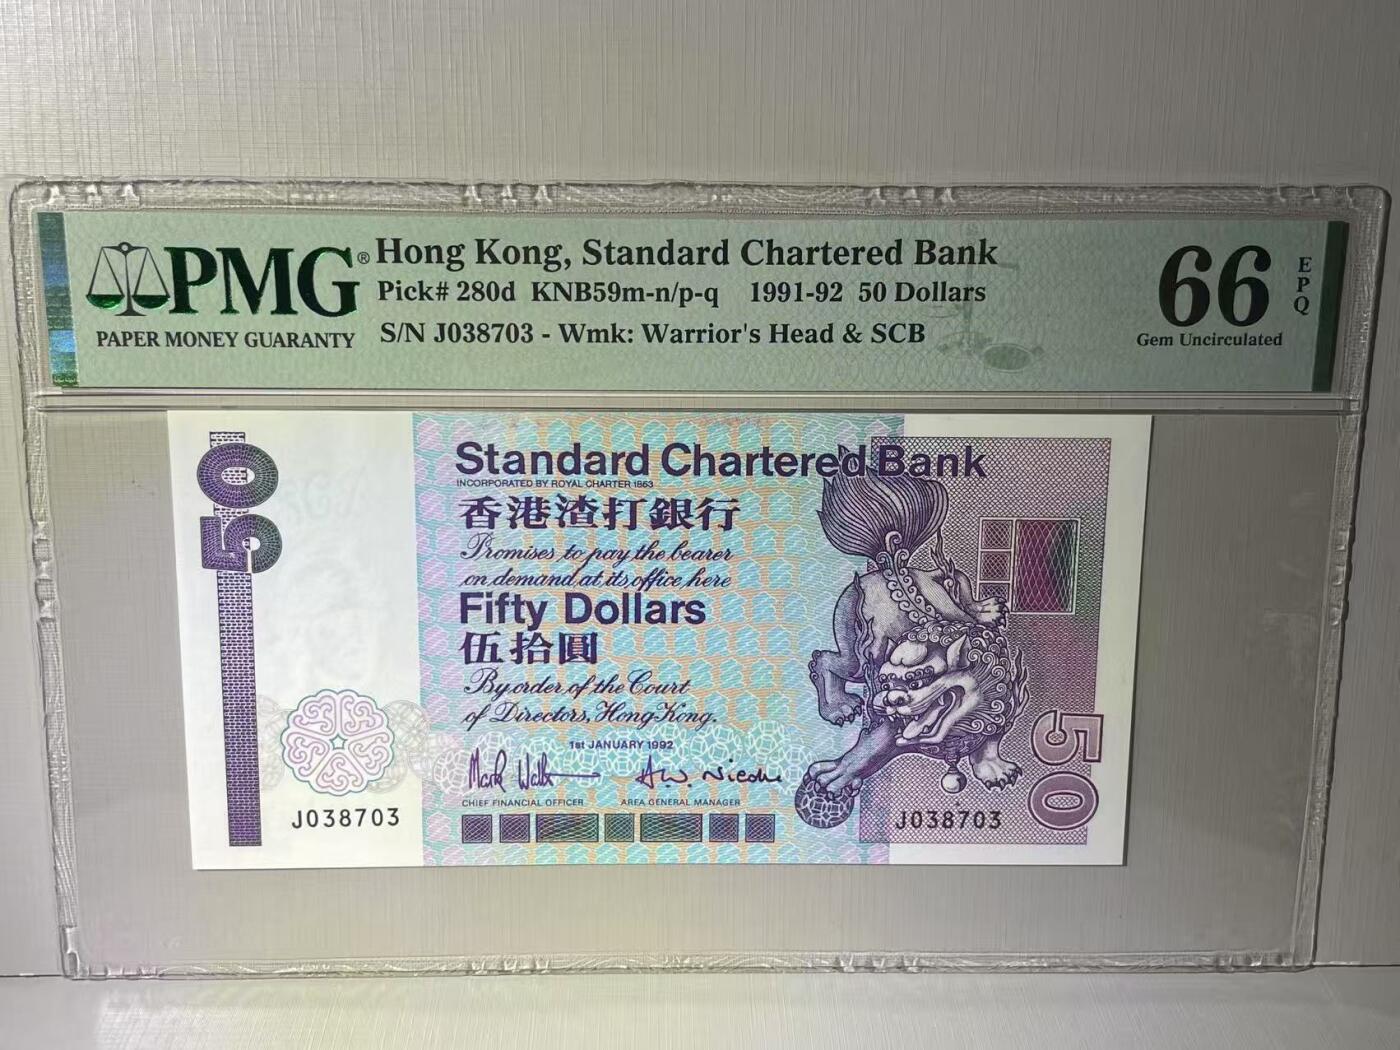 PMG®
PAPER MONEY GUARANTY
Hong Kong, Standard Chartered Bank
Pick# 280d KNB59m-n/p-q 1991-92 50 Dollars
S/N J038703 - Wmk: Warrior's Head & SCB
66
EPQ
Gem Uncirculated
50
Standard Chartered Bank
INCORPORATED BY ROYAL CHARTER 1853
香港渣打銀行
Promises to pay the bearer
on demand at its office here
Fifty Dollars
伍拾圓
By order of the Court
of Directors, Hong Kong.
1st JANUARY 1992
CHIEF FINANCIAL OFFICER
AREA GENERAL MANAGER
J038703
J038703
50